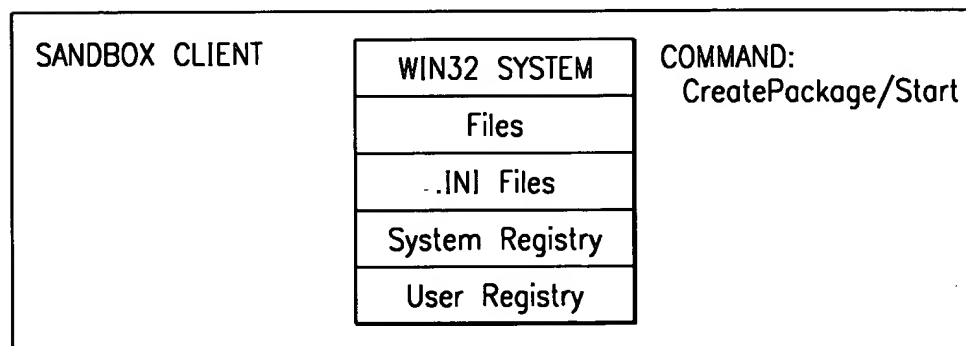 SANDBOX CLIENT
WIN32 SYSTEM
Files
.INI Files
System Registry
User Registry
COMMAND:
CreatePackage/Start